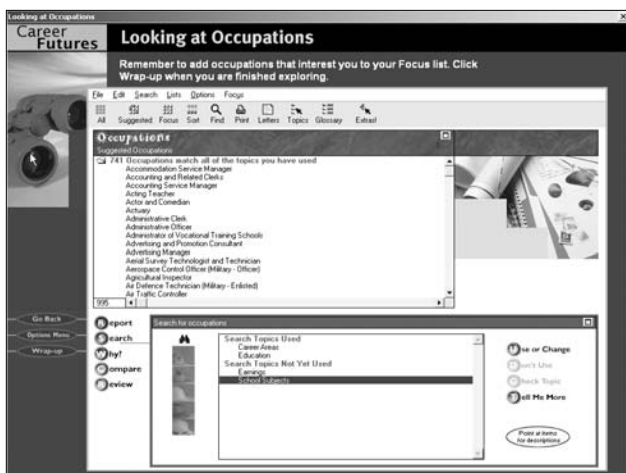 Looking at Occupations
Career
Futures
Looking at Occupations
Remember to add occupations that interest you to your Focus list. Click
Wrap-up when you are finished exploring.
File Edit Search Lists Options Focus
All Suggested Focus Sort Find Print Letters Topics Glossary Extras!
Occupations
Suggested Occupations
741 Occupations match all of the topics you have used
Accommodation Service Manager
Accounting and Related Clerks
Accounting Service Manager
Acting Teacher
Actor and Comedian
Actuary
Administrative Clerk
Administrative Officer
Administrator of Vocational Training Schools
Advertising and Promotion Consultant
Advertising Manager
Aerial Survey Technologist and Technician
Aerospace Control Officer (Military - Officer)
Agricultural Inspector
Air Defence Technician (Military - Enlisted)
Air Traffic Controller
995
Go Back
Options Menu
Wrap-up
Report
Search
Why?
Compare
Review
Search for occupations
Search Topics Used
Career Areas
Education
Search Topics Not Yet Used
Earnings
School Subjects
Use or Change
Don't Use
Check Topic
Tell Me More
Point at items
for descriptions